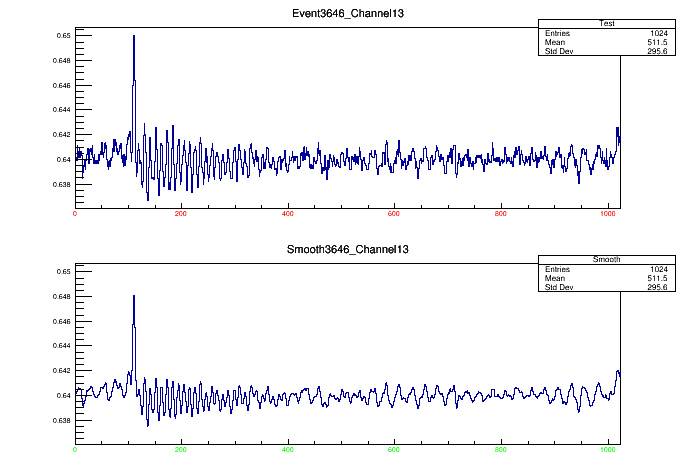 Event3646_Channel13
Test
Entries 1024
Mean 511.5
Std Dev 295.6
0.65
0.648
0.646
0.644
0.642
0.64
0.638
0 200 400 600 800 1000
Smooth3646_Channel13
Smooth
Entries 1024
Mean 511.5
Std Dev 295.6
0.65
0.648
0.646
0.644
0.642
0.64
0.638
0 200 400 600 800 1000